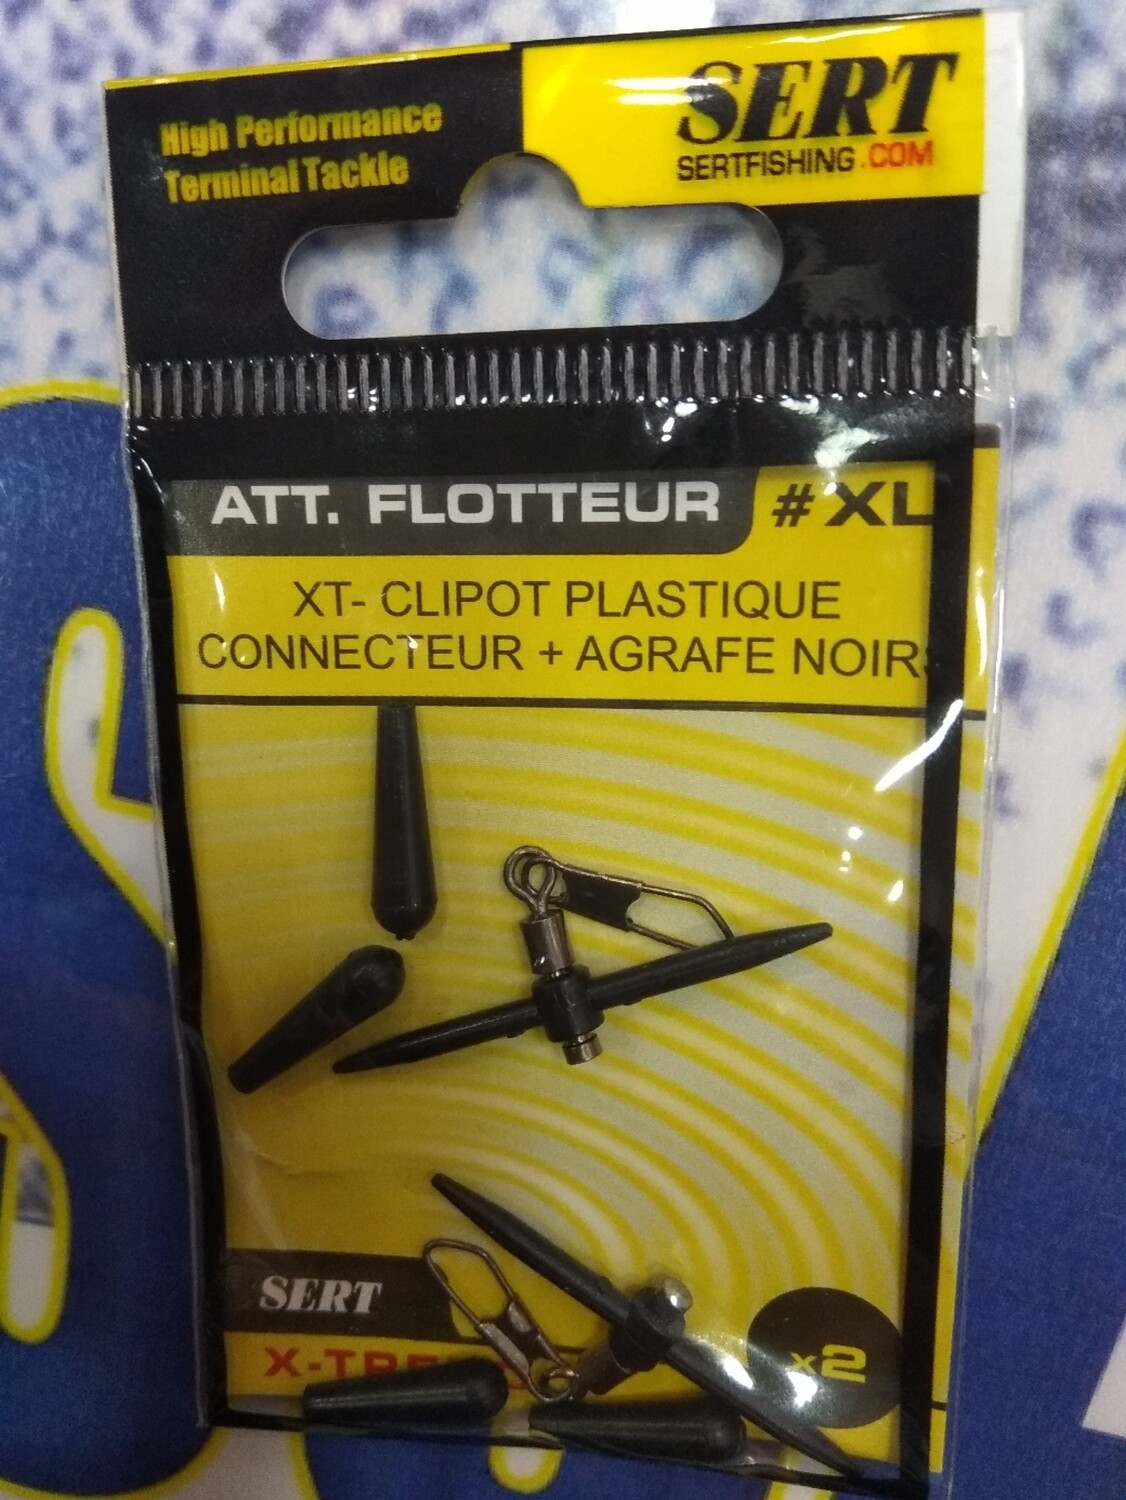 High Performance
Terminal Tackle
SERT
SERTFISHING.COM
ATT. FLOTTEUR
#XL
XT- CLIPOT PLASTIQUE
CONNECTEUR + AGRAFE NOIRS
SERT
x2